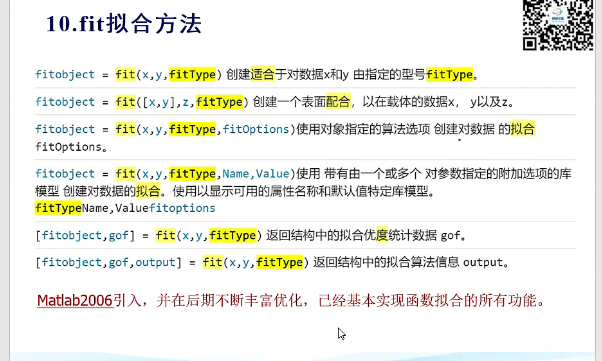 10.fit拟合方法
fitobject = fit(x,y,fitType) 创建适合于对数据x和y 由指定的型号fitType。
fitobject = fit([x,y],z,fitType) 创建一个表面配合，以在载体的数据x， y以及z。
fitobject = fit(x,y,fitType,fitOptions)使用对象指定的算法选项 创建对数据 的拟合
fitOptions。
fitobject = fit(x,y,fitType,Name,Value)使用 带有由一个或多个 对参数指定的附加选项的库
模型 创建对数据的拟合。使用以显示可用的属性名称和默认值特定库模型。
fitTypeName,Valuefitoptions
[fitobject,gof] = fit(x,y,fitType) 返回结构中的拟合优度统计数据 gof。
[fitobject,gof,output] = fit(x,y,fitType) 返回结构中的拟合算法信息 output。
Matlab2006引入，并在后期不断丰富优化，已经基本实现函数拟合的所有功能。